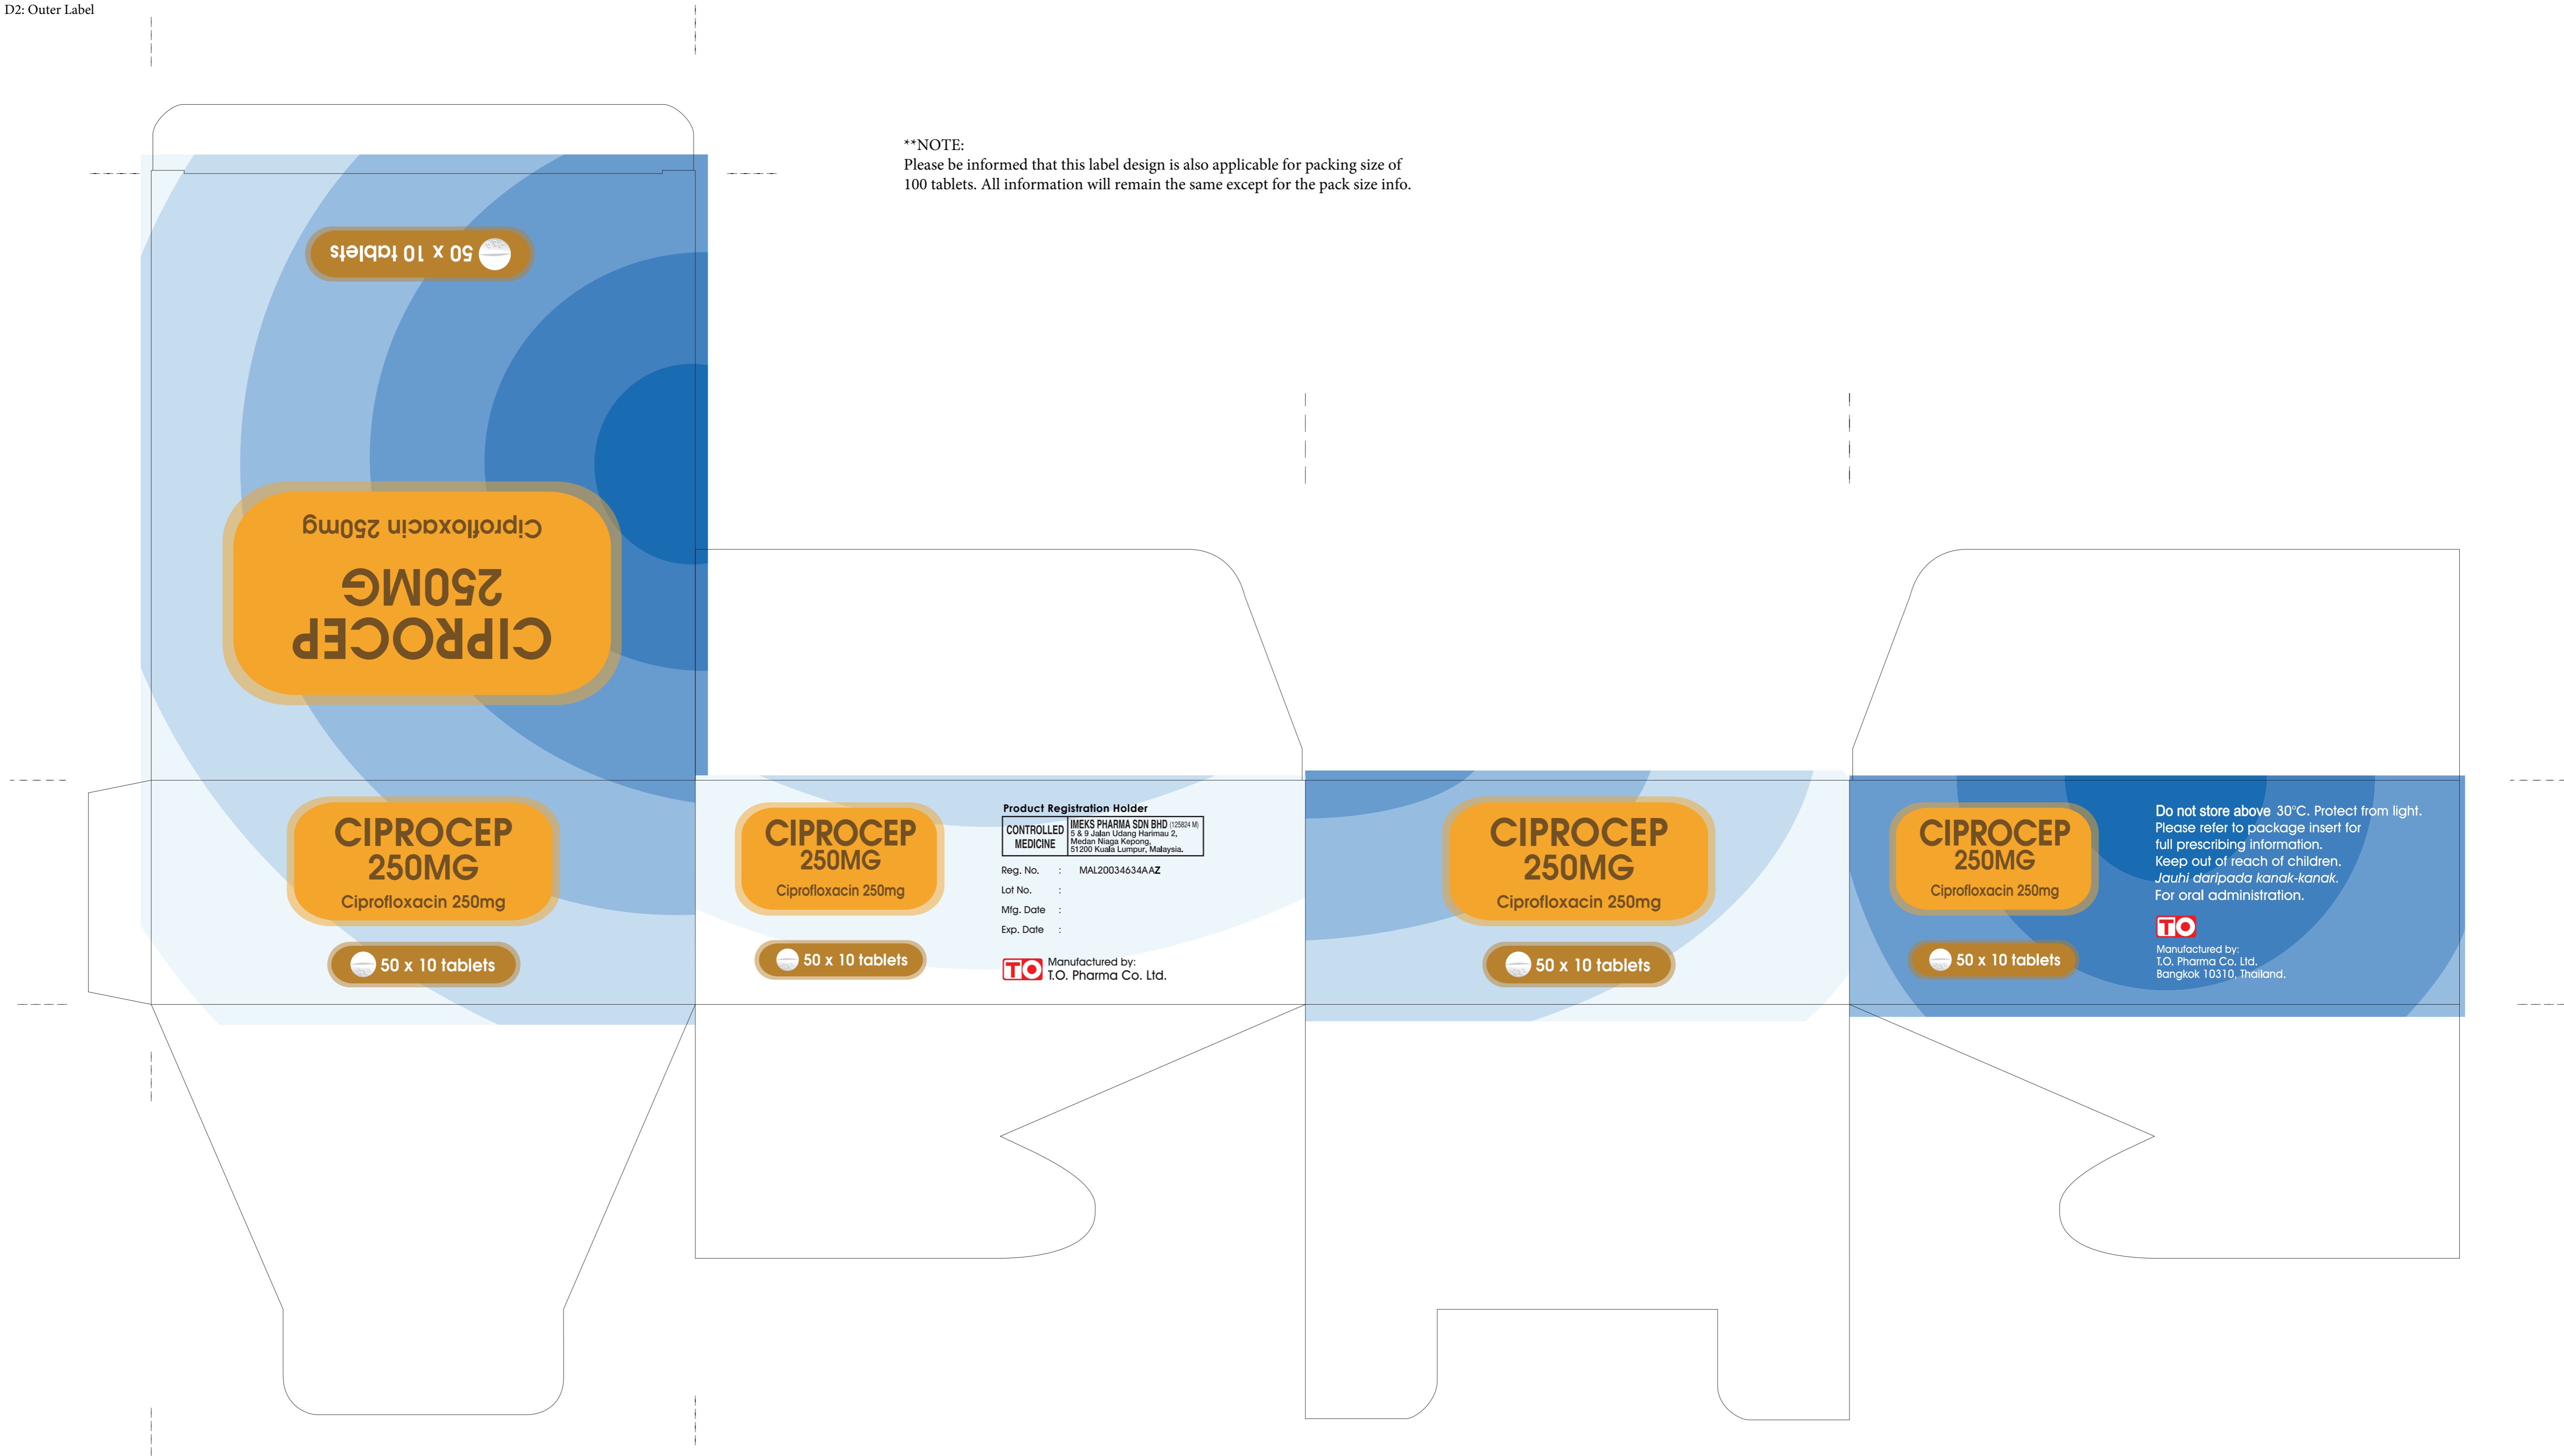 D2: Outer Label
**NOTE:
Please be informed that this label design is also applicable for packing size of
100 tablets. All information will remain the same except for the pack size info.
50 x 10 tablets
CIPROCEP
250MG
Ciprofloxacin 250mg
CIPROCEP
250MG
Ciprofloxacin 250mg
50 x 10 tablets
CIPROCEP
250MG
Ciprofloxacin 250mg
50 x 10 tablets
Product Registration Holder
CONTROLLED
MEDICINE
IMEKS PHARMA SDN BHD (125824 M)
5 & 9 Jalan Udang Harimau 2,
Medan Niaga Kepong,
51200 Kuala Lumpur, Malaysia.
Reg. No. : MAL20034634AAZ
Lot No. :
Mfg. Date :
Exp. Date :
TO
Manufactured by:
T.O. Pharma Co. Ltd.
CIPROCEP
250MG
Ciprofloxacin 250mg
50 x 10 tablets
CIPROCEP
250MG
Ciprofloxacin 250mg
50 x 10 tablets
Do not store above 30°C. Protect from light.
Please refer to package insert for
full prescribing information.
Keep out of reach of children.
Jauhi daripada kanak-kanak.
For oral administration.
TO
Manufactured by:
T.O. Pharma Co. Ltd.
Bangkok 10310, Thailand.